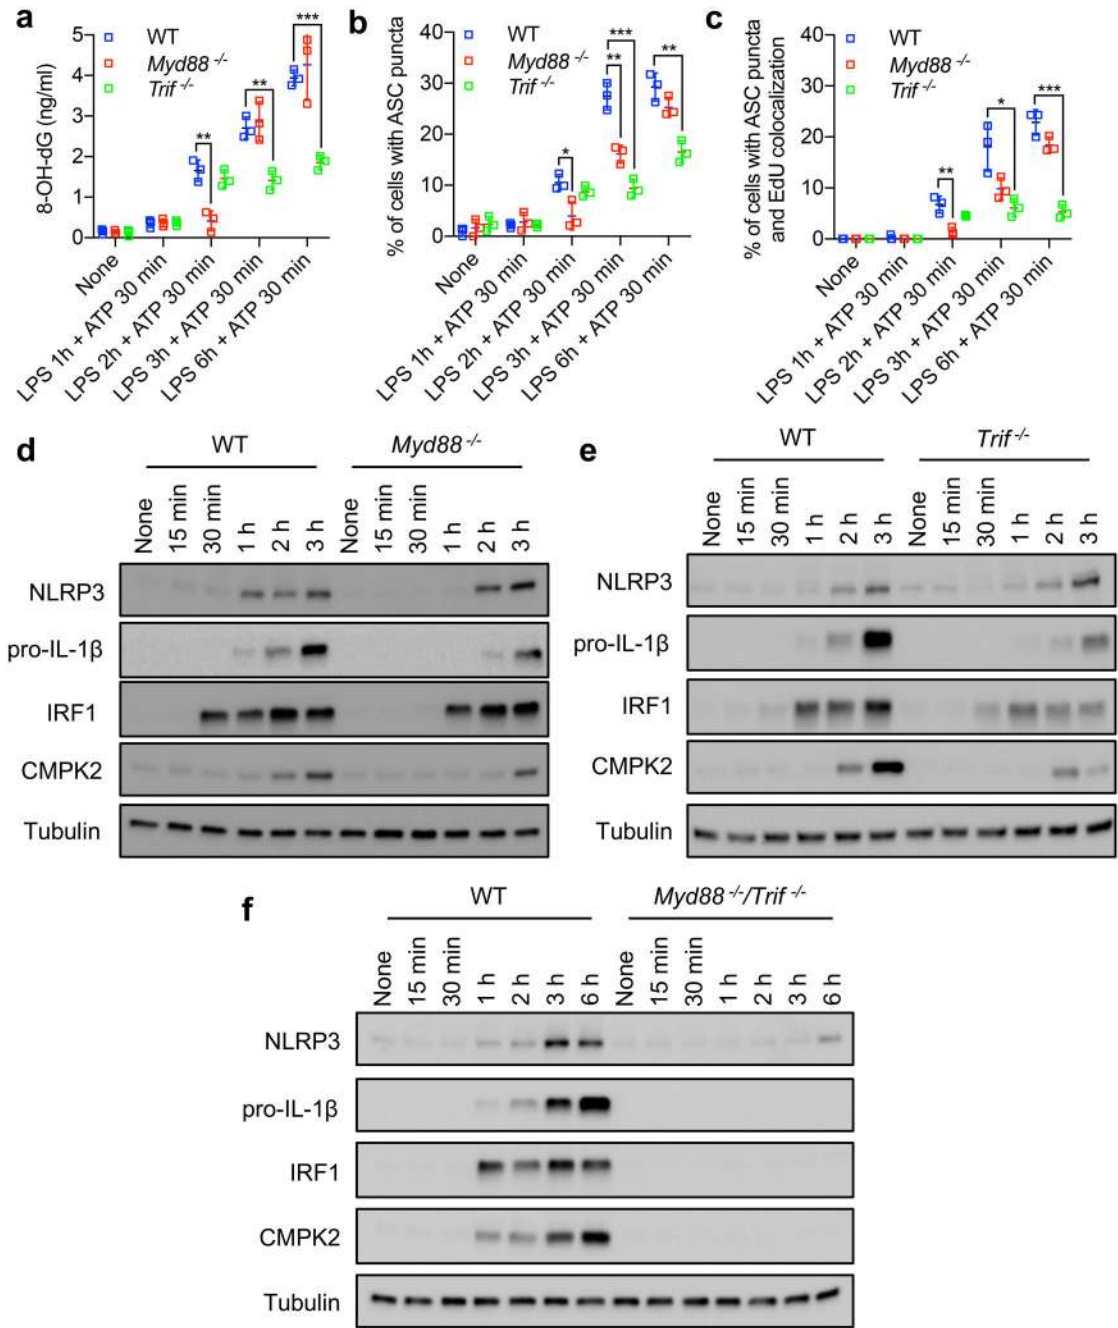 a
8-OH-dG (ng/ml)
5
4
3
2
1
0
WT
Myd88 -/-
Trif -/-
**
**
***
None
LPS 1h + ATP 30 min
LPS 2h + ATP 30 min
LPS 3h + ATP 30 min
LPS 6h + ATP 30 min
b
% of cells with ASC puncta
40
30
20
10
0
WT
Myd88 -/-
Trif -/-
*
***
**
**
None
LPS 1h + ATP 30 min
LPS 2h + ATP 30 min
LPS 3h + ATP 30 min
LPS 6h + ATP 30 min
c
% of cells with ASC puncta
and EdU colocalization
40
30
20
10
0
WT
Myd88 -/-
Trif -/-
**
*
***
None
LPS 1h + ATP 30 min
LPS 2h + ATP 30 min
LPS 3h + ATP 30 min
LPS 6h + ATP 30 min
d
WT Myd88 -/-
None 15 min 30 min 1 h 2 h 3 h None 15 min 30 min 1 h 2 h 3 h
NLRP3
pro-IL-1β
IRF1
CMPK2
Tubulin
e
WT Trif -/-
None 15 min 30 min 1 h 2 h 3 h None 15 min 30 min 1 h 2 h 3 h
NLRP3
pro-IL-1β
IRF1
CMPK2
Tubulin
f
WT Myd88 -/-/Trif -/-
None 15 min 30 min 1 h 2 h 3 h 6 h None 15 min 30 min 1 h 2 h 3 h 6 h
NLRP3
pro-IL-1β
IRF1
CMPK2
Tubulin